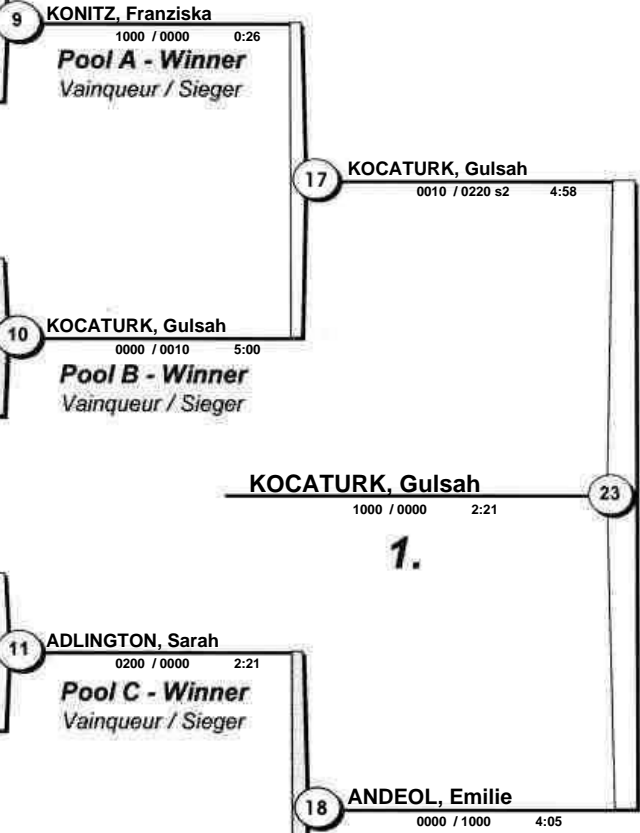 9
KONITZ, Franziska
1000 / 0000 0:26
Pool A - Winner
Vainqueur / Sieger
17
KOCATURK, Gulsah
0010 / 0220 s2 4:58
10
KOCATURK, Gulsah
0000 / 0010 5:00
Pool B - Winner
Vainqueur / Sieger
KOCATURK, Gulsah
23
1000 / 0000 2:21
1.
11
ADLINGTON, Sarah
0200 / 0000 2:21
Pool C - Winner
Vainqueur / Sieger
18
ANDEOL, Emilie
0000 / 1000 4:05